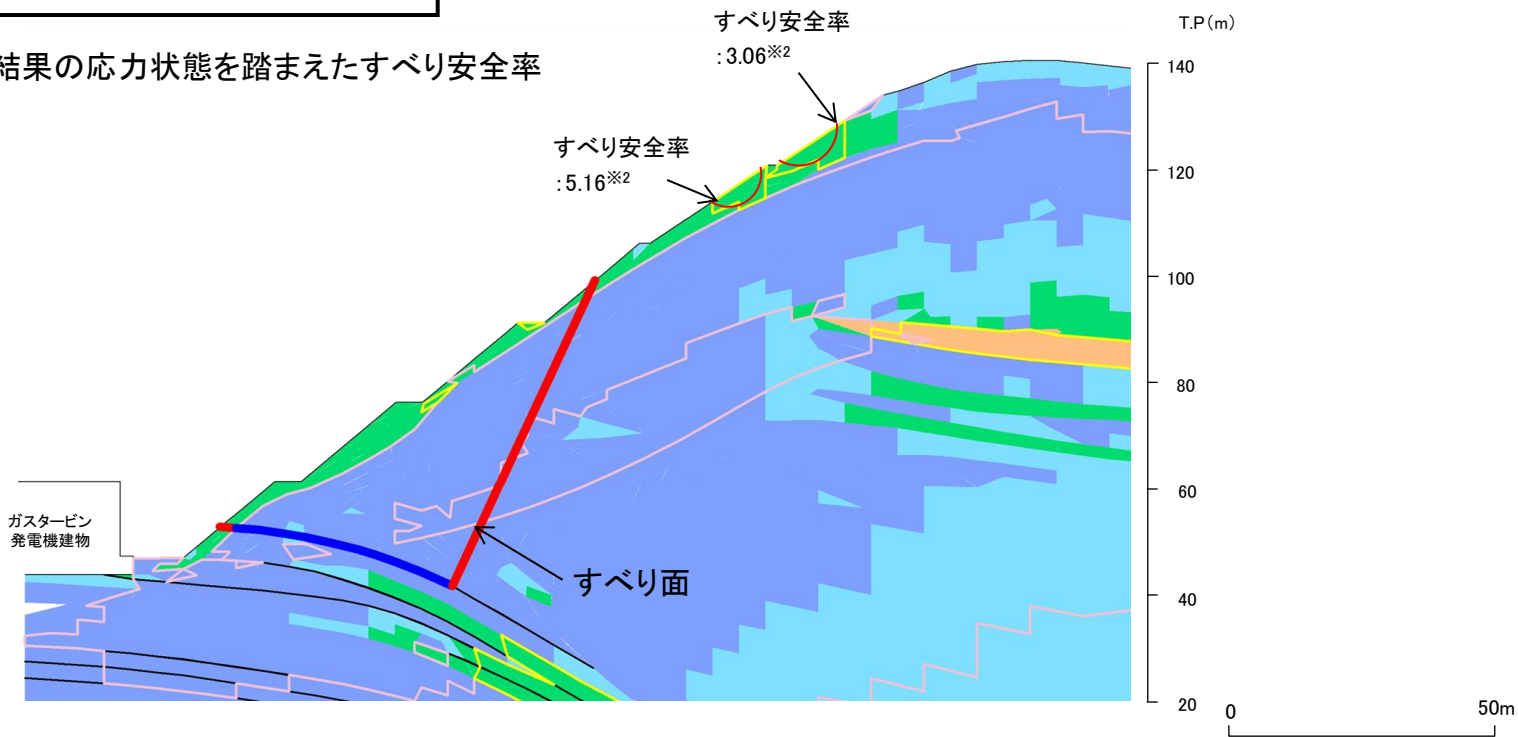 結果の応力状態を踏まえたすべり安全率
すべり安全率
:3.06※2
すべり安全率
:5.16※2
T.P(m)
140
120
100
80
60
40
20
ガスタービン
発電機建物
すべり面
0 50m